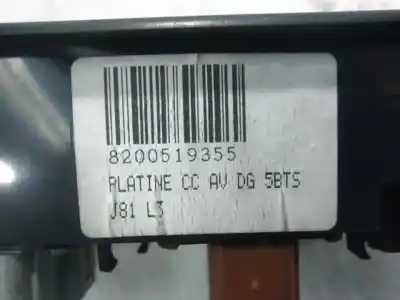 8200519355
PLATINE CC AV DG 5BTS
J81 L3